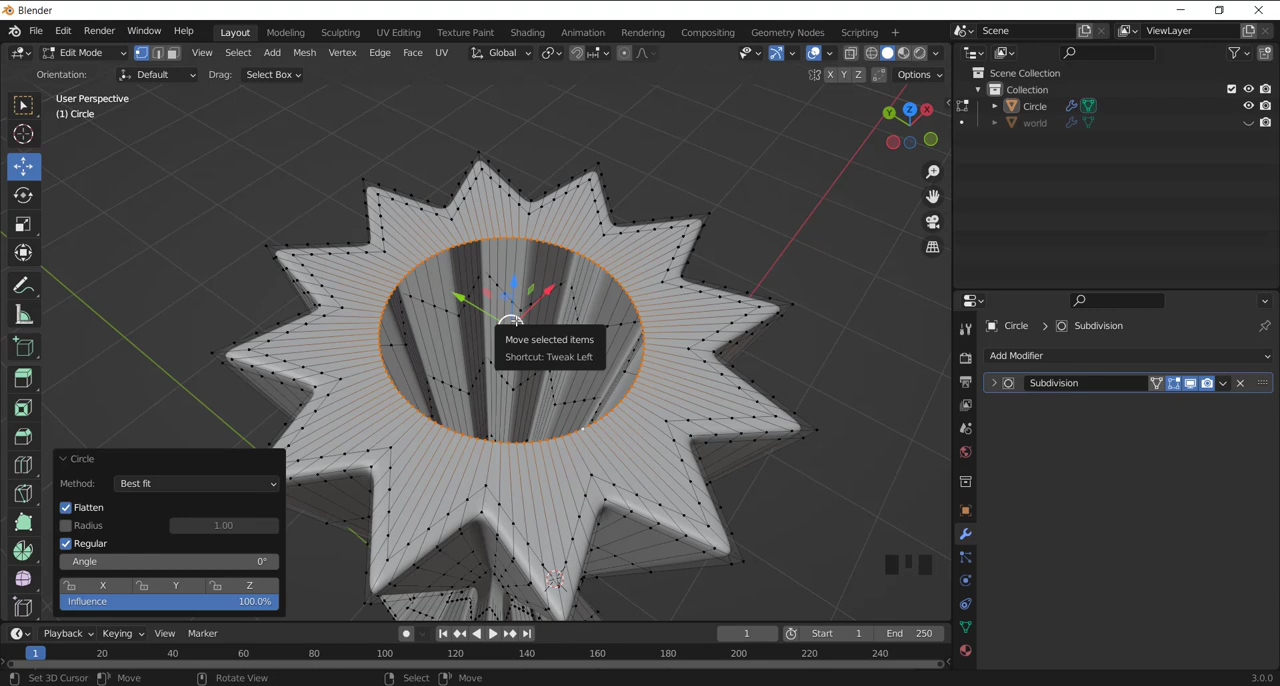 Blender
File Edit Render Window Help
Layout Modeling Sculpting UV Editing Texture Paint Shading Animation Rendering Compositing Geometry Nodes Scripting +
Scene
ViewLayer
Edit Mode View Select Add Mesh Vertex Edge Face UV
Global
Orientation: Default Drag: Select Box
X Y Z Options
User Perspective
(1) Circle
Z X Y
Scene Collection
Collection
Circle
world
Move selected items
Shortcut: Tweak Left
Circle > Subdivision
Add Modifier
Subdivision
Circle
Method: Best fit
Flatten
Radius 1.00
Regular
Angle 0°
X Y Z
Influence 100.0%
Playback Keying View Marker
1 Start 1 End 250
1 20 40 60 80 100 120 140 160 180 200 220 240
Set 3D Cursor Move Rotate View Select Move 3.0.0